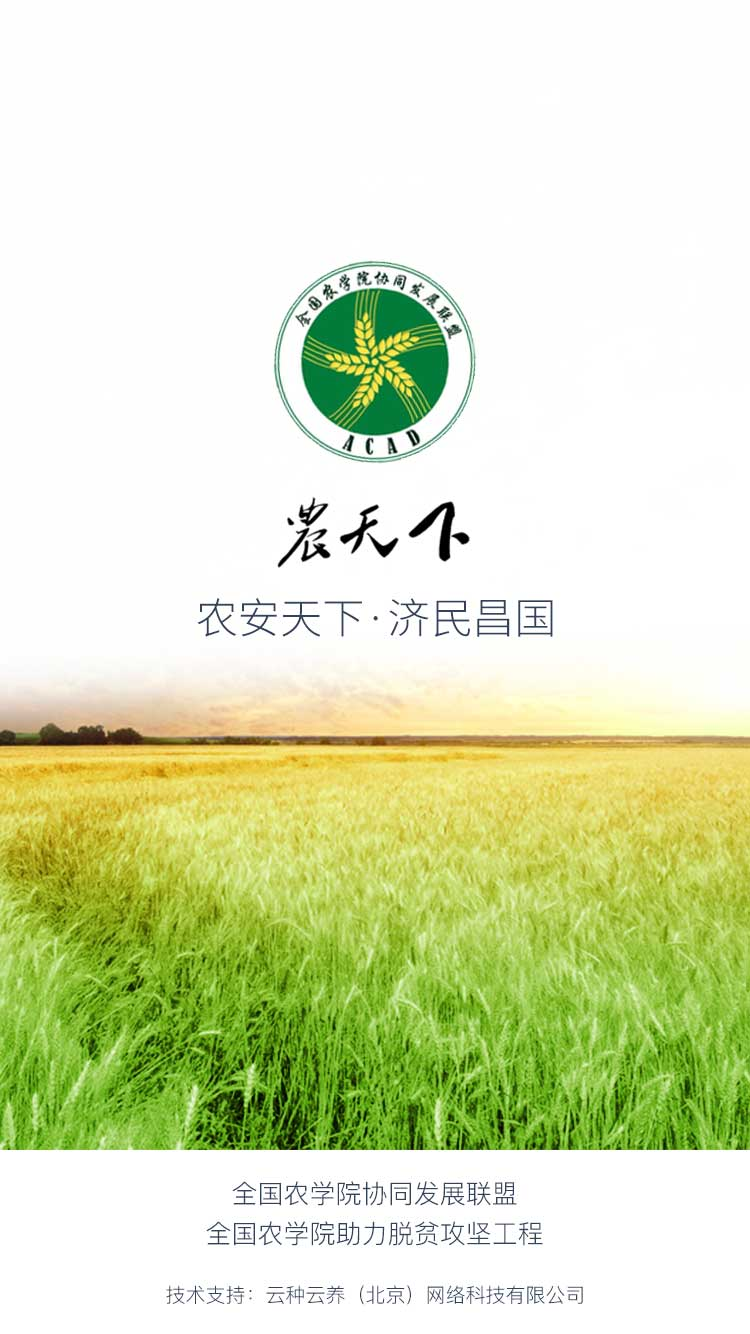 全国农学院协同发展联盟
ACAD
農天下
农安天下·济民昌国
全国农学院协同发展联盟
全国农学院助力脱贫攻坚工程
技术支持：云种云养（北京）网络科技有限公司